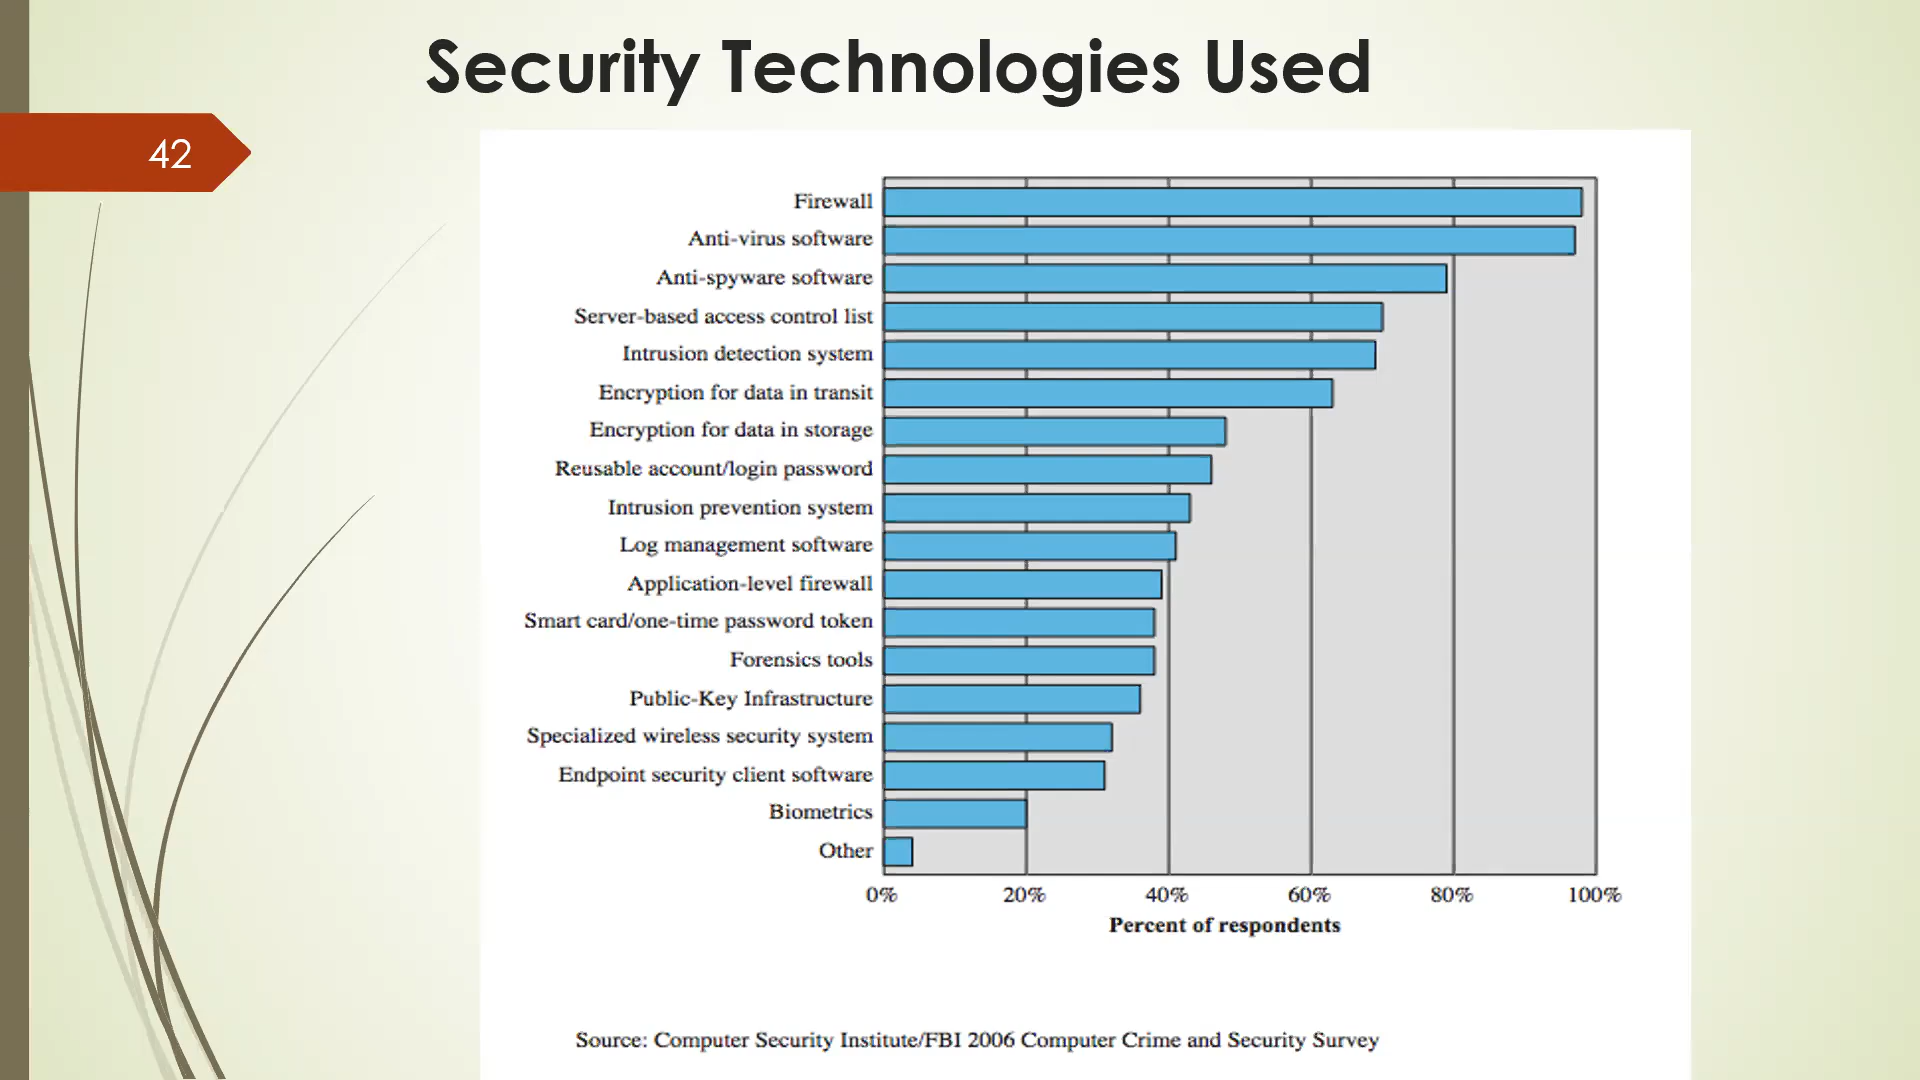 Security Technologies Used
42
Firewall
Anti-virus software
Anti-spyware software
Server-based access control list
Intrusion detection system
Encryption for data in transit
Encryption for data in storage
Reusable account/login password
Intrusion prevention system
Log management software
Application-level firewall
Smart card/one-time password token
Forensics tools
Public-Key Infrastructure
Specialized wireless security system
Endpoint security client software
Biometrics
Other
0% 20% 40% 60% 80% 100%
Percent of respondents
Source: Computer Security Institute/FBI 2006 Computer Crime and Security Survey